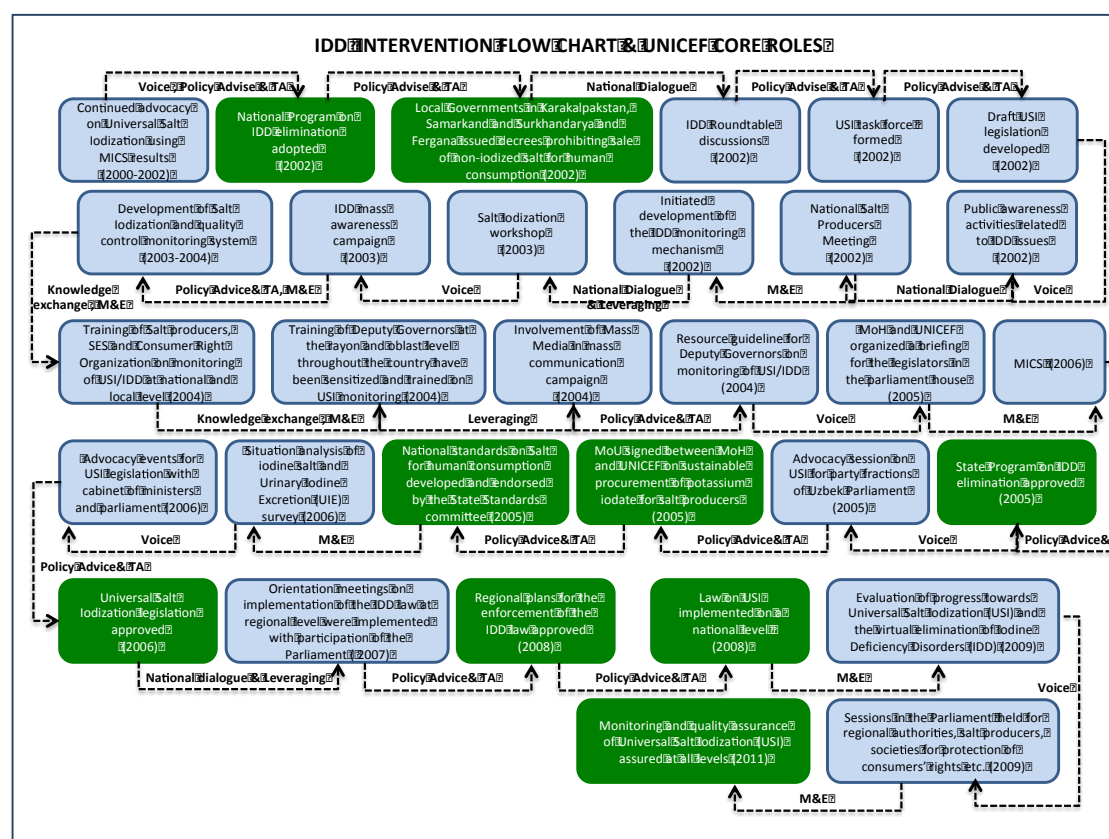 IDD INTERVENTION FLOW CHART & UNICEF CORE ROLES
Voice, Policy Advise & TA
Policy Advise & TA
National Dialogue
Policy Advise & TA
Policy Advise & TA
Continued advocacy
on Universal Salt
Iodization using
MICS results
(2000-2002)
National Program on
IDD elimination
adopted
(2002)
Local Governments in Karakalpakstan,
Samarkand and Surkhandarya and
Fergana issued decrees prohibiting sale
of non-iodized salt for human
consumption (2002)
IDD Roundtable
discussions
(2002)
USI task force
formed
(2002)
Draft USI
legislation
developed
(2002)
Development of Salt
Iodization and quality
control monitoring system
(2003-2004)
IDD mass
awareness
campaign
(2003)
Salt Iodization
workshop
(2003)
Initiated
development of
the IDD monitoring
mechanism
(2002)
National Salt
Producers
Meeting
(2002)
Public awareness
activities related
to IDD issues
(2002)
Knowledge
exchange, M&E
Policy Advice & TA, M&E
Voice
National Dialogue
& Leveraging
M&E
National Dialogue
Voice
Training of Salt producers,
SES and Consumer Right
Organization on monitoring
of USI/IDD at national and
local level (2004)
Training of Deputy Governors at
the rayon and oblast level
throughout the country have
been sensitized and trained on
USI monitoring (2004)
Involvement of Mass
Media in mass
communication
campaign
(2004)
Resource guideline for
Deputy Governors on
monitoring of USI/IDD
(2004)
MoH and UNICEF
organized a briefing
for the legislators in
the parliament house
(2005)
MICS (2006)
Knowledge exchange, M&E
Leveraging
Policy Advice & TA
Voice
M&E
Advocacy events for
USI legislation with
cabinet of ministers
and parliament (2006)
Situation analysis of
iodine salt and
Urinary Iodine
Excretion (UIE)
survey (2006)
National standards on Salt
for human consumption
developed and endorsed
by the State Standards
committee (2005)
MoU signed between MoH
and UNICEF on sustainable
procurement of potassium
iodate for salt producers
(2005)
Advocacy session on
USI for party fractions
of Uzbek Parliament
(2005)
State Program on IDD
elimination approved
(2005)
Voice
M&E
Policy Advice & TA
Policy Advice & TA
Voice
Policy Advice &
Policy Advice & TA
Universal Salt
Iodization legislation
approved
(2006)
Orientation meetings on
implementation of the IDD law at
regional level were implemented
with participation of the
Parliament (2007)
Regional plans for the
enforcement of the
IDD law approved
(2008)
Law on USI
implemented on a
national level
(2008)
Evaluation of progress towards
Universal Salt Iodization (USI) and
the virtual elimination of Iodine
Deficiency Disorders (IDD) (2009)
National dialogue & Leveraging
Policy Advice & TA
Policy Advice & TA
M&E
Voice
Monitoring and quality assurance
of Universal Salt Iodization (USI)
assured at all levels (2011)
Sessions in the Parliament held for
regional authorities, salt producers,
societies for protection of
consumers' rights etc. (2009)
M&E